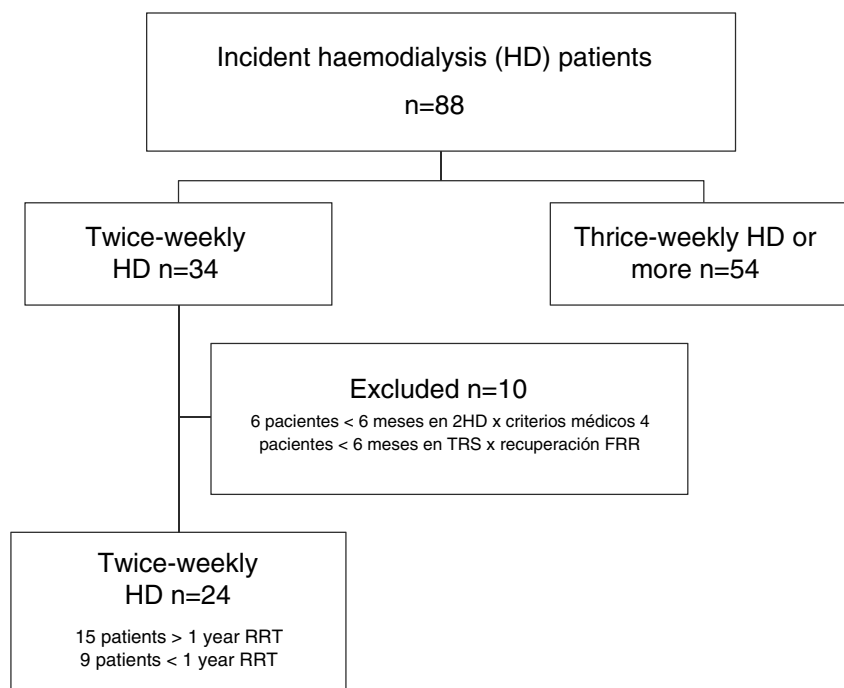 Incident haemodialysis (HD) patients
n=88
Twice-weekly
HD n=34
Thrice-weekly HD or
more n=54
Excluded n=10
6 pacientes < 6 meses en 2HD x criterios médicos 4
pacientes < 6 meses en TRS x recuperación FRR
Twice-weekly
HD n=24
15 patients > 1 year RRT
9 patients < 1 year RRT